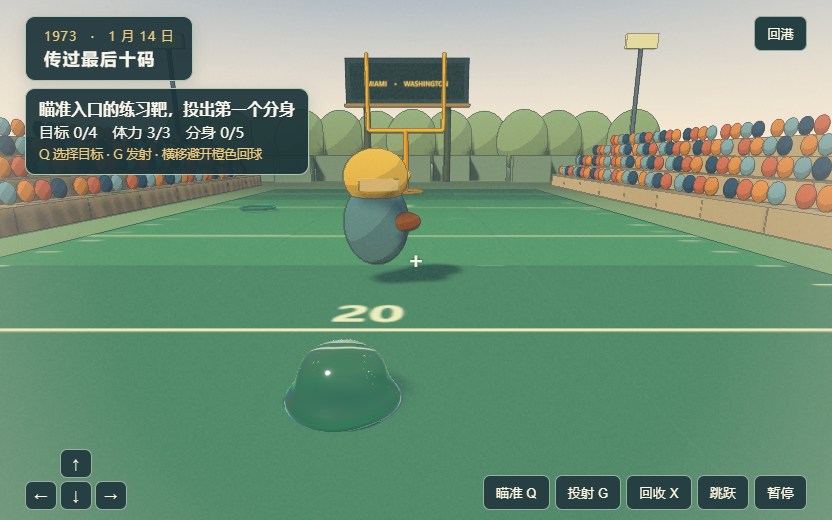 1973 · 1 月 14 日
传过最后十码
回港
瞄准入口的练习靶，投出第一个分身
目标 0/4 体力 3/3 分身 0/5
Q 选择目标 · G 发射 · 横移避开橙色回球
MIAMI • WASHINGTON
20
↑
← ↓ →
瞄准 Q 投射 G 回收 X 跳跃 暂停